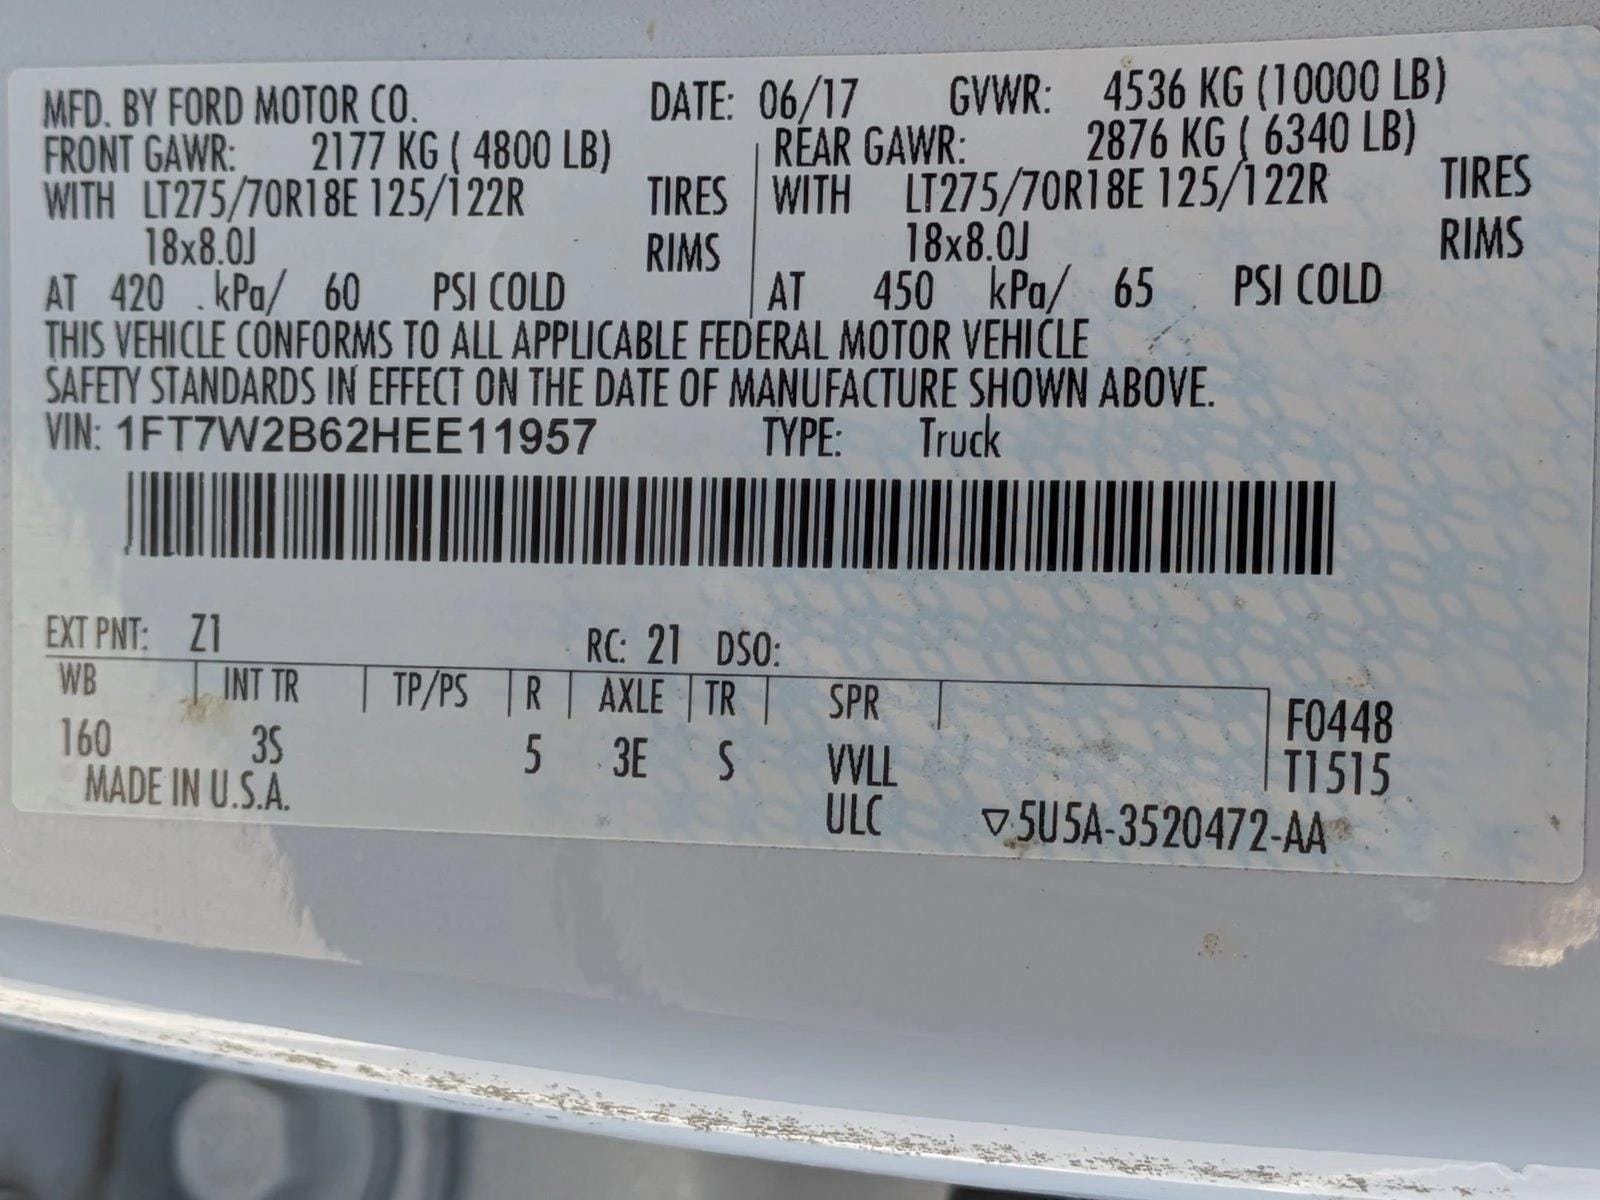 MFD. BY FORD MOTOR CO. DATE: 06/17 GVWR: 4536 KG (10000 LB)
FRONT GAWR: 2177 KG ( 4800 LB) REAR GAWR: 2876 KG ( 6340 LB)
WITH LT275/70R18E 125/122R TIRES WITH LT275/70R18E 125/122R TIRES
18x8.0J RIMS 18x8.0J RIMS
AT 420 kPa/ 60 PSI COLD AT 450 kPa/ 65 PSI COLD
THIS VEHICLE CONFORMS TO ALL APPLICABLE FEDERAL MOTOR VEHICLE
SAFETY STANDARDS IN EFFECT ON THE DATE OF MANUFACTURE SHOWN ABOVE.
VIN: 1FT7W2B62HEE11957 TYPE: Truck
EXT PNT: Z1 RC: 21 DSO:
WB INT TR TP/PS R AXLE TR SPR F0448
160 3S 5 3E S VVLL T1515
MADE IN U.S.A. ULC ▽5U5A-3520472-AA